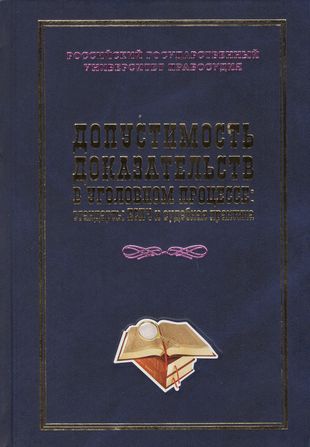 РОССИЙСКИЙ ГОСУДАРСТВЕННЫЙ
УНИВЕРСИТЕТ ПРАВОСУДИЯ
ДОПУСТИМОСТЬ
ДОКАЗАТЕЛЬСТВ
В УГОЛОВНОМ ПРОЦЕССЕ:
стандарты ЕСПЧ и судебная практика